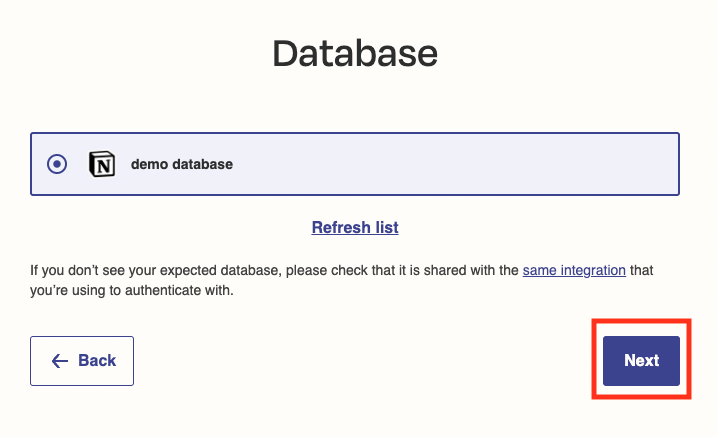 Database
N
demo database
Refresh list
If you don’t see your expected database, please check that it is shared with the same integration that
you’re using to authenticate with.
← Back
Next